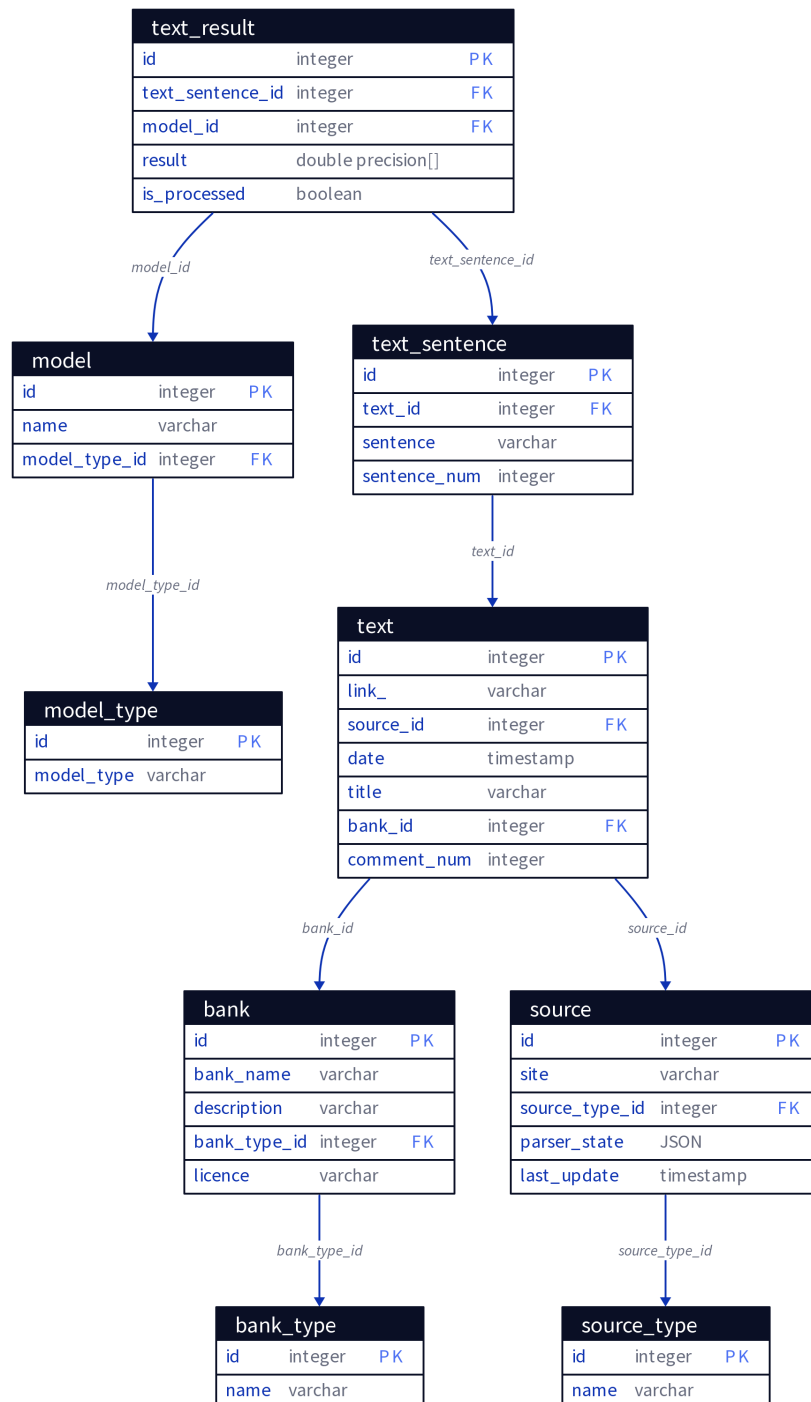 text_result
id integer PK
text_sentence_id integer FK
model_id integer FK
result double precision[]
is_processed boolean
model_id
text_sentence_id
model
id integer PK
name varchar
model_type_id integer FK
text_sentence
id integer PK
text_id integer FK
sentence varchar
sentence_num integer
text_id
model_type_id
text
id integer PK
link_ varchar
source_id integer FK
date timestamp
title varchar
bank_id integer FK
comment_num integer
model_type
id integer PK
model_type varchar
bank_id
source_id
bank
id integer PK
bank_name varchar
description varchar
bank_type_id integer FK
licence varchar
source
id integer PK
site varchar
source_type_id integer FK
parser_state JSON
last_update timestamp
bank_type_id
source_type_id
bank_type
id integer PK
name varchar
source_type
id integer PK
name varchar